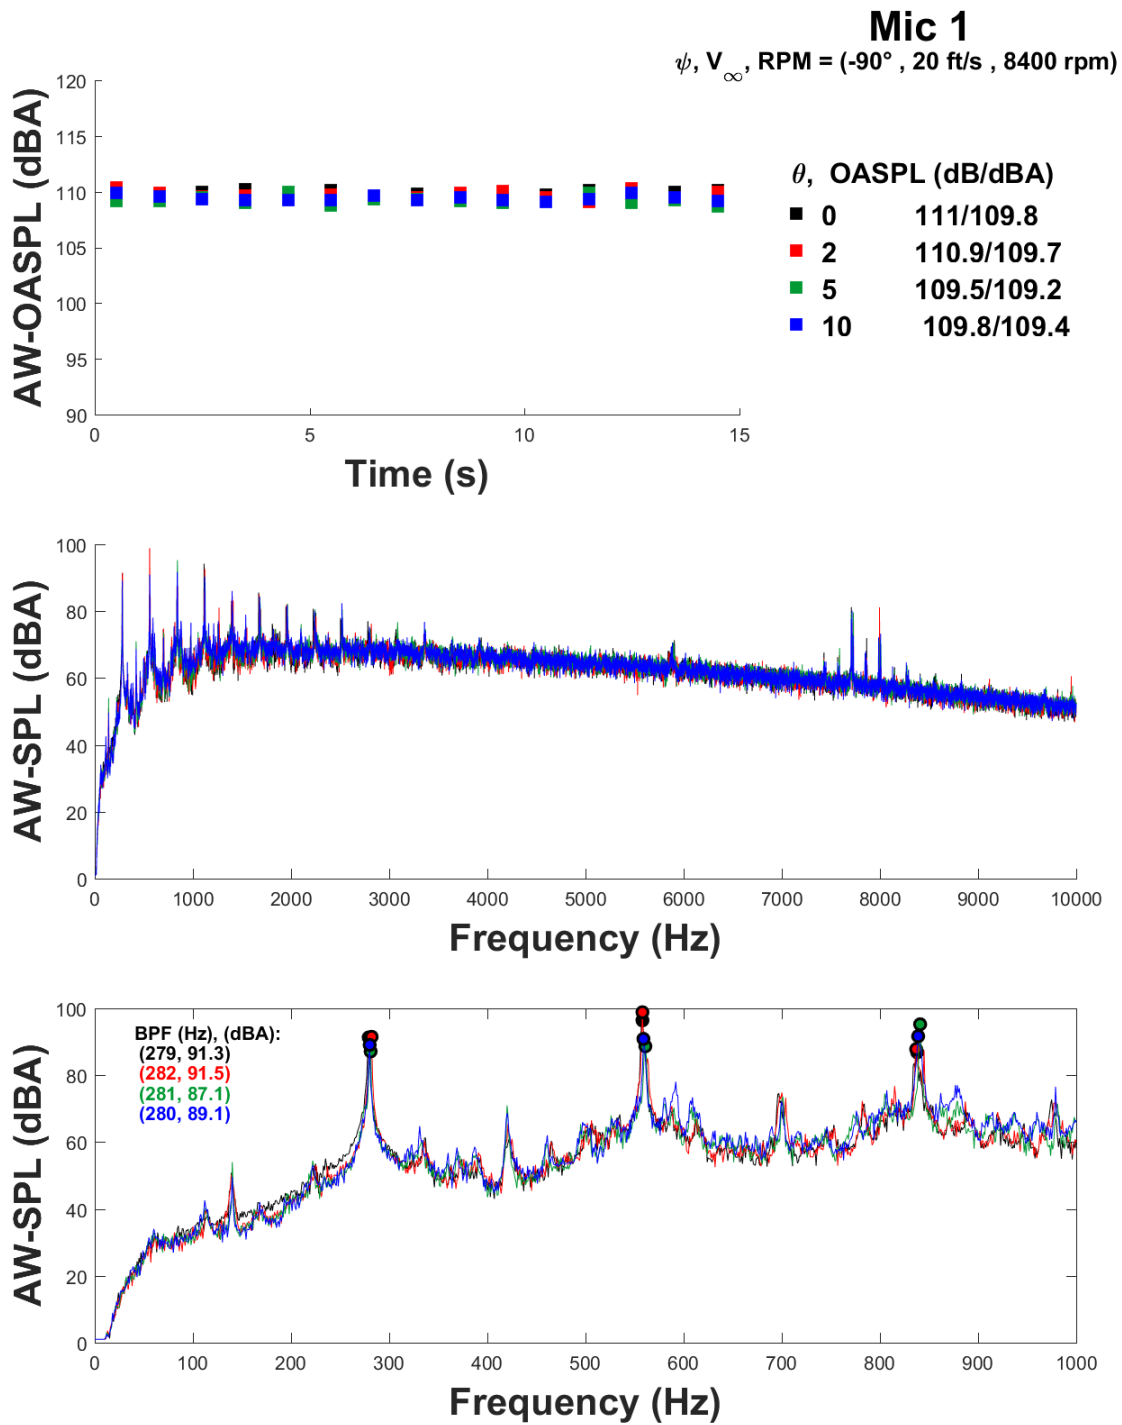 Mic 1
ψ, V∞, RPM = (-90° , 20 ft/s , 8400 rpm)
120
115
110
105
100
95
90
AW-OASPL (dBA)
0 5 10 15
Time (s)
θ, OASPL (dB/dBA)
0 111/109.8
2 110.9/109.7
5 109.5/109.2
10 109.8/109.4
100
80
60
40
20
0
AW-SPL (dBA)
0 1000 2000 3000 4000 5000 6000 7000 8000 9000 10000
Frequency (Hz)
100
80
60
40
20
0
AW-SPL (dBA)
BPF (Hz), (dBA):
(279, 91.3)
(282, 91.5)
(281, 87.1)
(280, 89.1)
0 100 200 300 400 500 600 700 800 900 1000
Frequency (Hz)